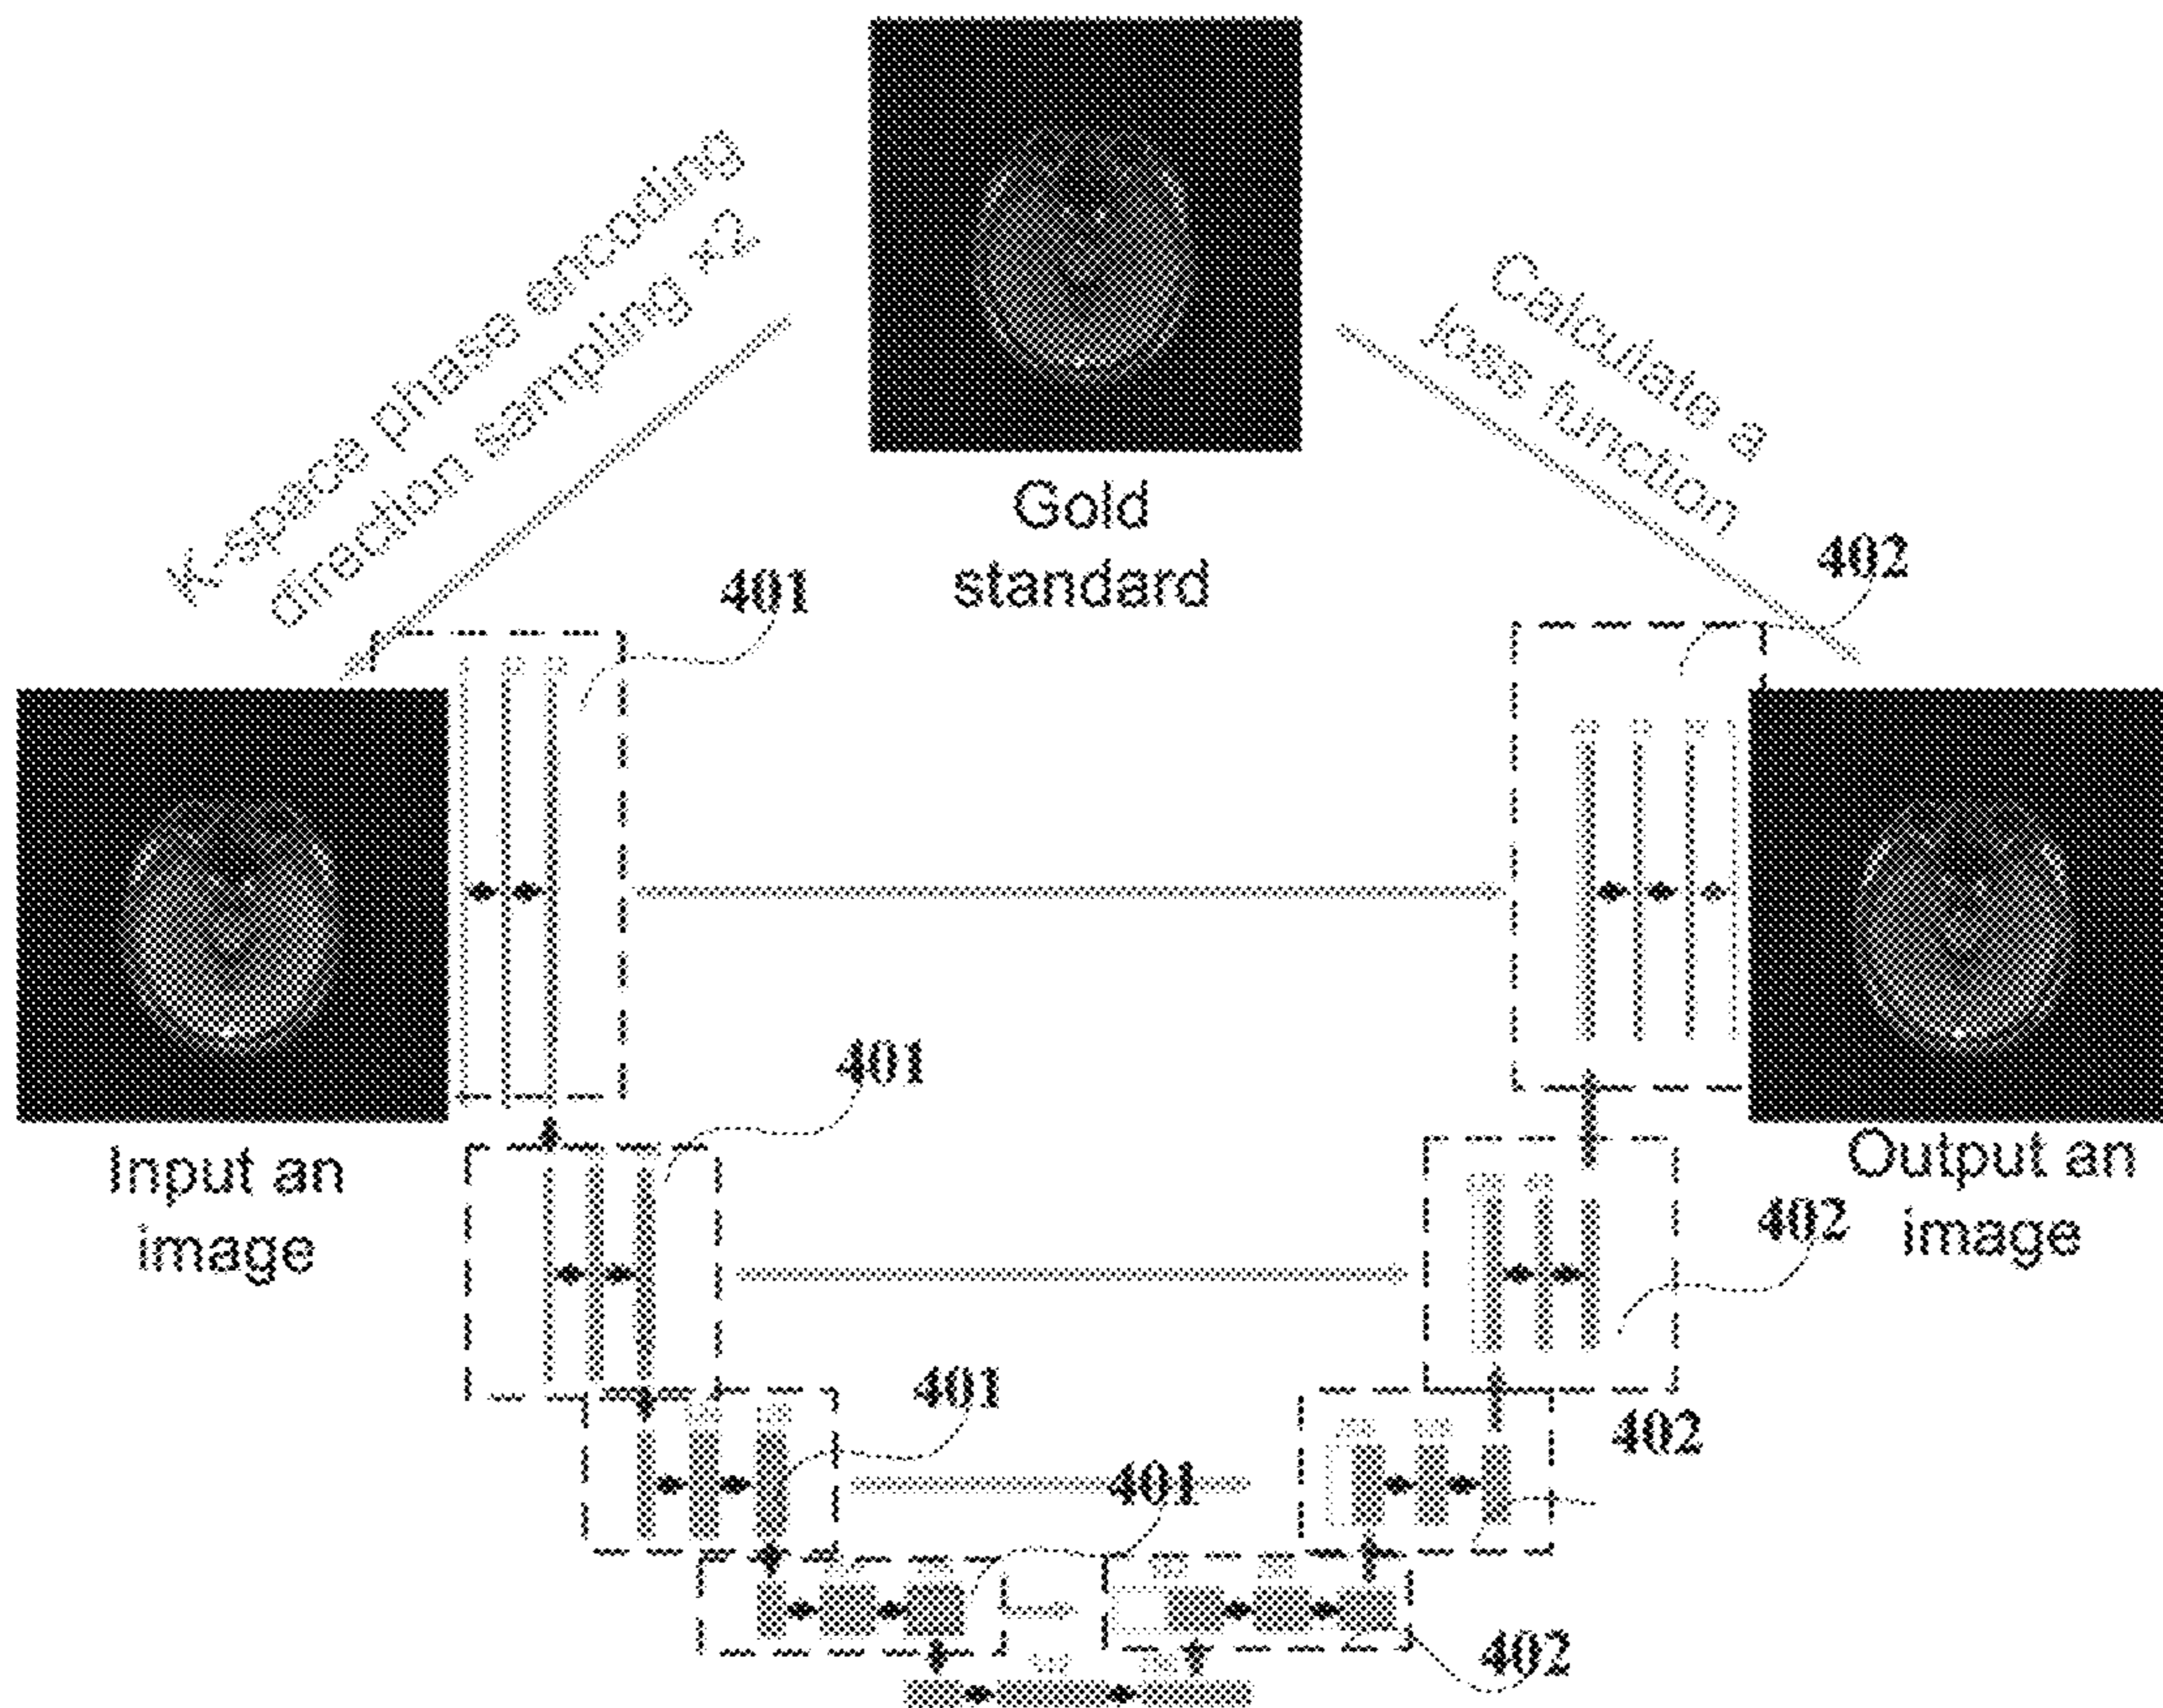 K-space phase encoding
direction sampling ×2
Calculate a
loss function
Gold
standard
401
402
Input an
image
Output an
image
401
402
401
402
401
402